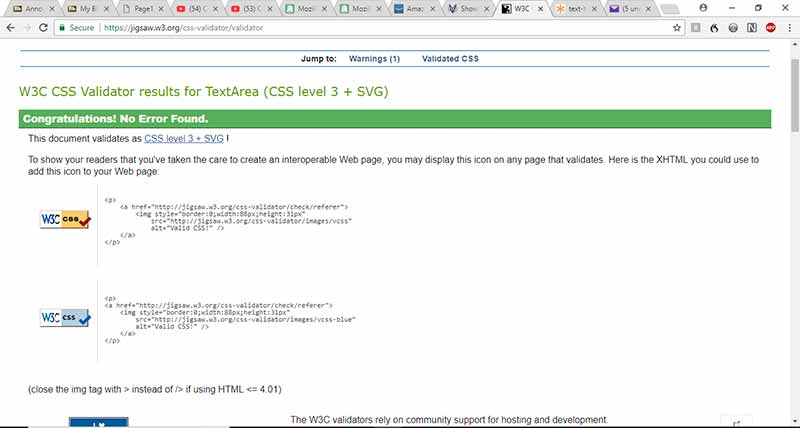 Anno
My Bl
Page1
(54) C
(53) C
Mozil
Mozil
Amaz
Show
W3C
text-t
(5 un
Secure
https://jigsaw.w3.org/css-validator/validator
Jump to: Warnings (1) Validated CSS
W3C CSS Validator results for TextArea (CSS level 3 + SVG)
Congratulations! No Error Found.
This document validates as CSS level 3 + SVG !
To show your readers that you've taken the care to create an interoperable Web page, you may display this icon on any page that validates. Here is the XHTML you could use to
add this icon to your Web page:
W3C css
<p>
<a href="http://jigsaw.w3.org/css-validator/check/referer">
<img style="border:0;width:88px;height:31px"
src="http://jigsaw.w3.org/css-validator/images/vcss"
alt="Valid CSS!" />
</a>
</p>
W3C css
<p>
<a href="http://jigsaw.w3.org/css-validator/check/referer">
<img style="border:0;width:88px;height:31px"
src="http://jigsaw.w3.org/css-validator/images/vcss-blue"
alt="Valid CSS!" />
</a>
</p>
(close the img tag with > instead of /> if using HTML <= 4.01)
The W3C validators rely on community support for hosting and development.